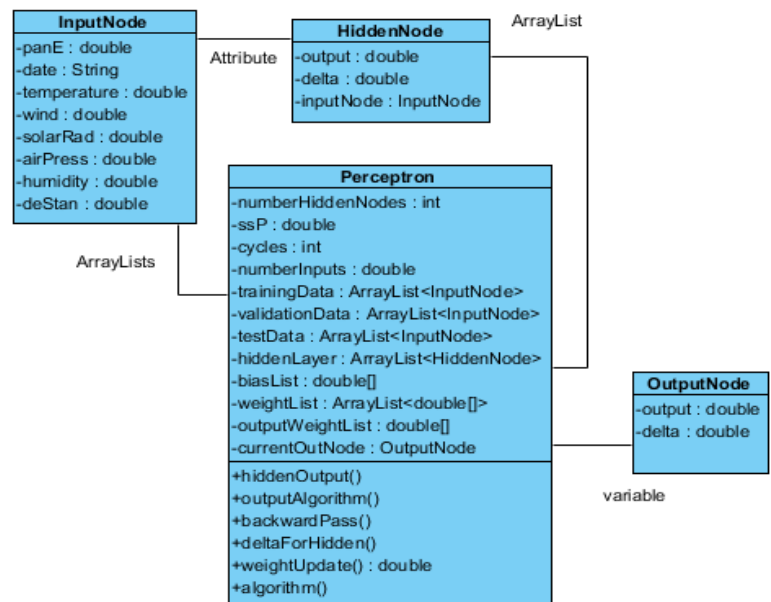 InputNode
-panE : double
-date : String
-temperature : double
-wind : double
-solarRad : double
-airPress : double
-humidity : double
-deStan : double
Attribute
HiddenNode
-output : double
-delta : double
-inputNode : InputNode
ArrayList
ArrayLists
Perceptron
-numberHiddenNodes : int
-ssP : double
-cycles : int
-numberInputs : double
-trainingData : ArrayList<InputNode>
-validationData : ArrayList<InputNode>
-testData : ArrayList<InputNode>
-hiddenLayer : ArrayList<HiddenNode>
-biasList : double[]
-weightList : ArrayList<double[]>
-outputWeightList : double[]
-currentOutNode : OutputNode
+hiddenOutput()
+outputAlgorithm()
+backwardPass()
+deltaForHidden()
+weightUpdate() : double
+algorithm()
OutputNode
-output : double
-delta : double
variable